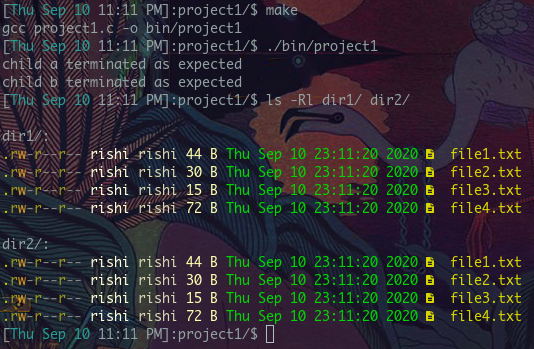 [Thu Sep 10 11:11 PM]:project1/$ make
gcc project1.c -o bin/project1
[Thu Sep 10 11:11 PM]:project1/$ ./bin/project1
child a terminated as expected
child b terminated as expected
[Thu Sep 10 11:11 PM]:project1/$ ls -Rl dir1/ dir2/
dir1/:
.rw-r--r-- rishi rishi 44 B Thu Sep 10 23:11:20 2020 file1.txt
.rw-r--r-- rishi rishi 30 B Thu Sep 10 23:11:20 2020 file2.txt
.rw-r--r-- rishi rishi 15 B Thu Sep 10 23:11:20 2020 file3.txt
.rw-r--r-- rishi rishi 72 B Thu Sep 10 23:11:20 2020 file4.txt
dir2/:
.rw-r--r-- rishi rishi 44 B Thu Sep 10 23:11:20 2020 file1.txt
.rw-r--r-- rishi rishi 30 B Thu Sep 10 23:11:20 2020 file2.txt
.rw-r--r-- rishi rishi 15 B Thu Sep 10 23:11:20 2020 file3.txt
.rw-r--r-- rishi rishi 72 B Thu Sep 10 23:11:20 2020 file4.txt
[Thu Sep 10 11:11 PM]:project1/$